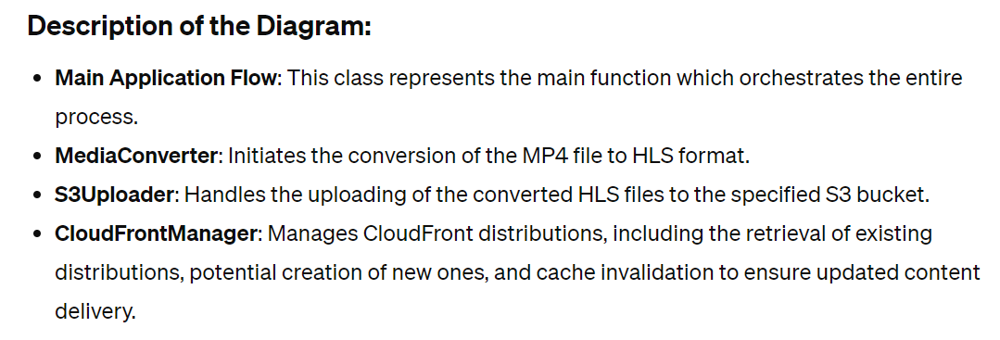 Description of the Diagram:
• Main Application Flow: This class represents the main function which orchestrates the entire
process.
• MediaConverter: Initiates the conversion of the MP4 file to HLS format.
• S3Uploader: Handles the uploading of the converted HLS files to the specified S3 bucket.
• CloudFrontManager: Manages CloudFront distributions, including the retrieval of existing
distributions, potential creation of new ones, and cache invalidation to ensure updated content
delivery.